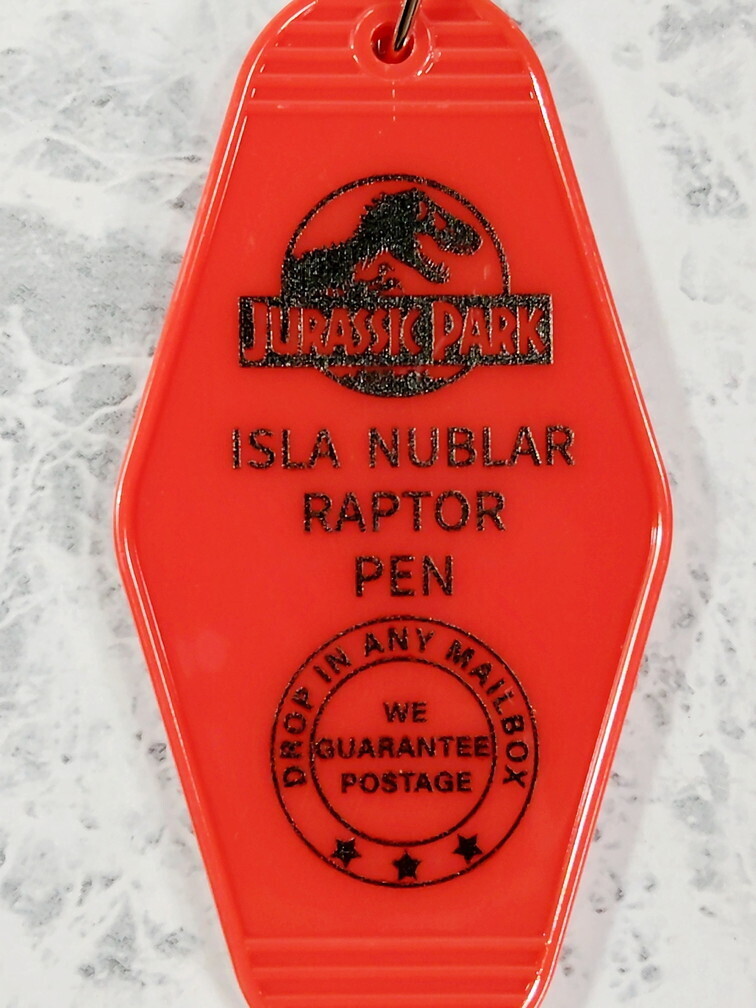 JURASSIC PARK
ISLA NUBLAR
RAPTOR
PEN
DROP IN ANY MAILBOX
WE
GUARANTEE
POSTAGE